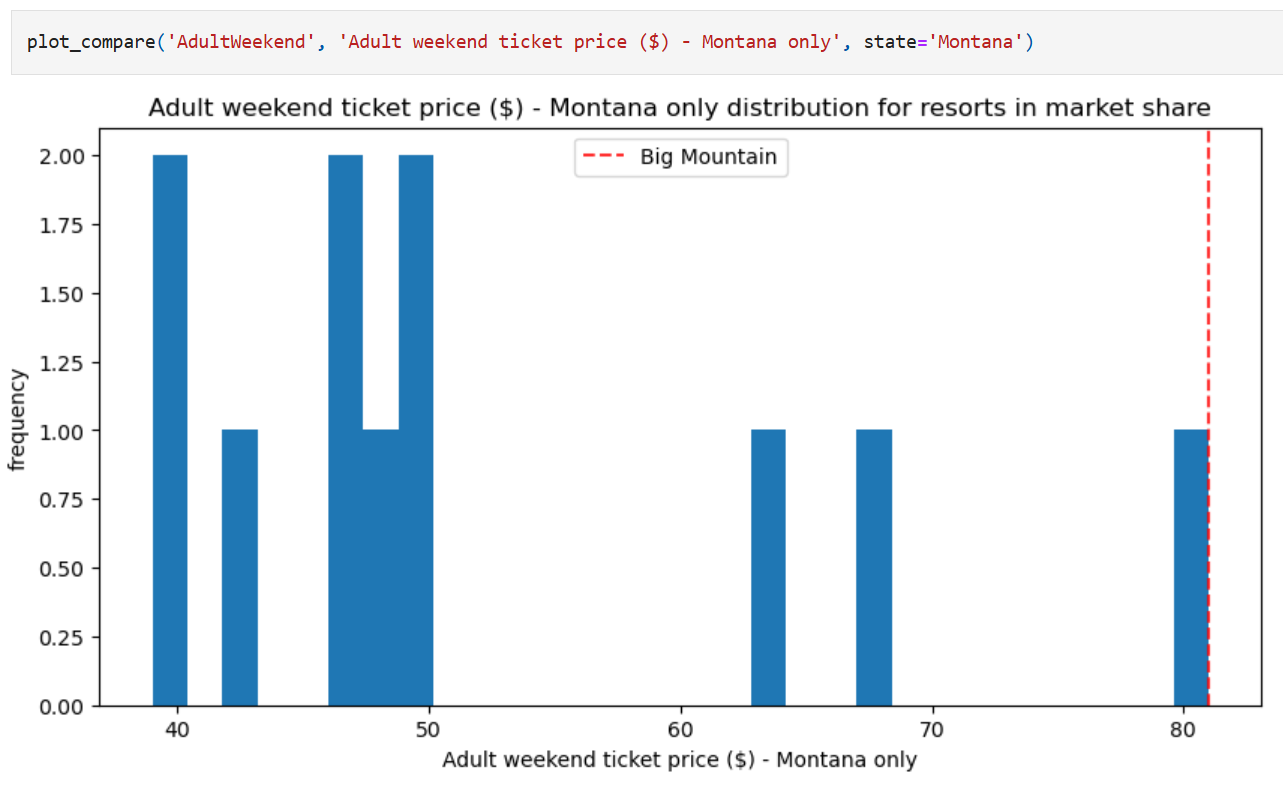 plot_compare('AdultWeekend', 'Adult weekend ticket price ($) - Montana only', state='Montana')
Adult weekend ticket price ($) - Montana only distribution for resorts in market share
Big Mountain
2.00
1.75
1.50
1.25
1.00
0.75
0.50
0.25
0.00
frequency
40 50 60 70 80
Adult weekend ticket price ($) - Montana only